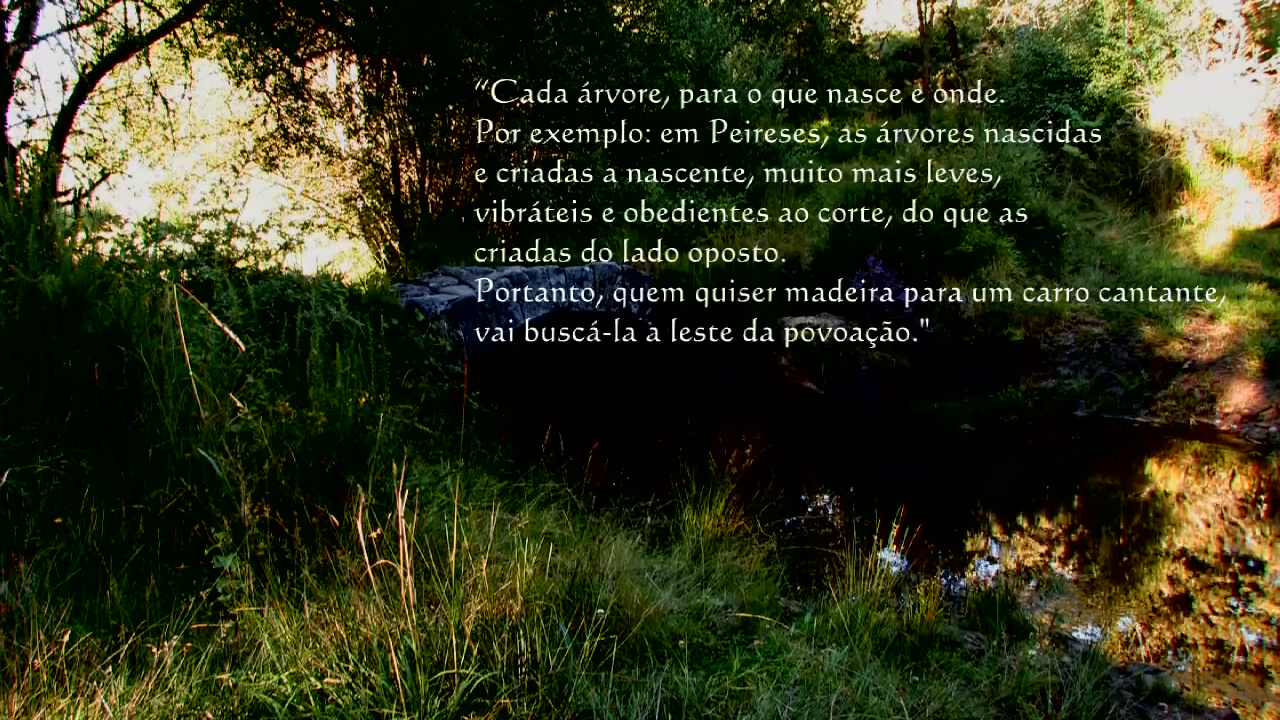 “Cada árvore, para o que nasce e onde.
Por exemplo: em Peireses, as árvores nascidas
e criadas a nascente, muito mais leves,
vibráteis e obedientes ao corte, do que as
criadas do lado oposto.
Portanto, quem quiser madeira para um carro cantante,
vai buscá-la a leste da povoação."